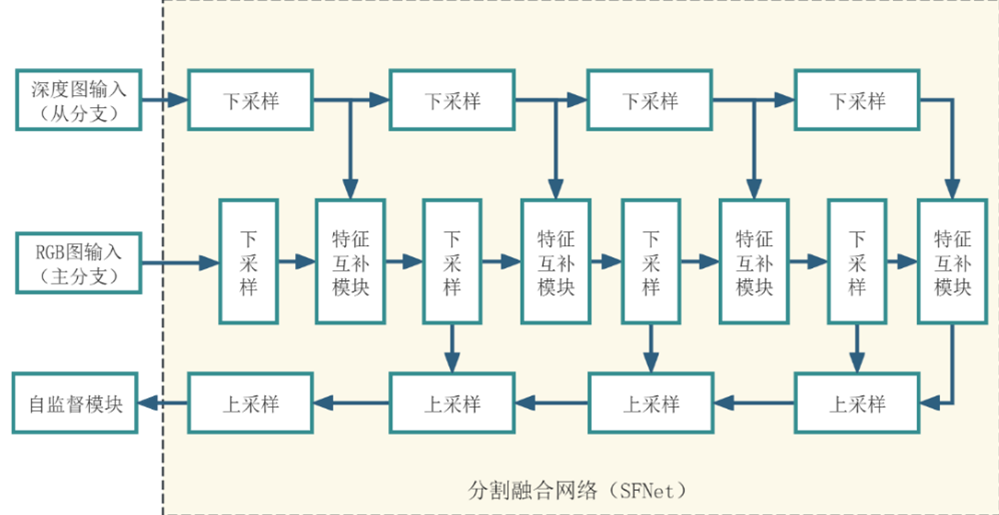 深度图输入
（从分支）
下采样
下采样
下采样
下采样
RGB图输入
（主分支）
下
采
样
特征
互补
模块
下
采
样
特征
互补
模块
下
采
样
特征
互补
模块
下
采
样
特征
互补
模块
自监督模块
上采样
上采样
上采样
上采样
分割融合网络（SFNet）